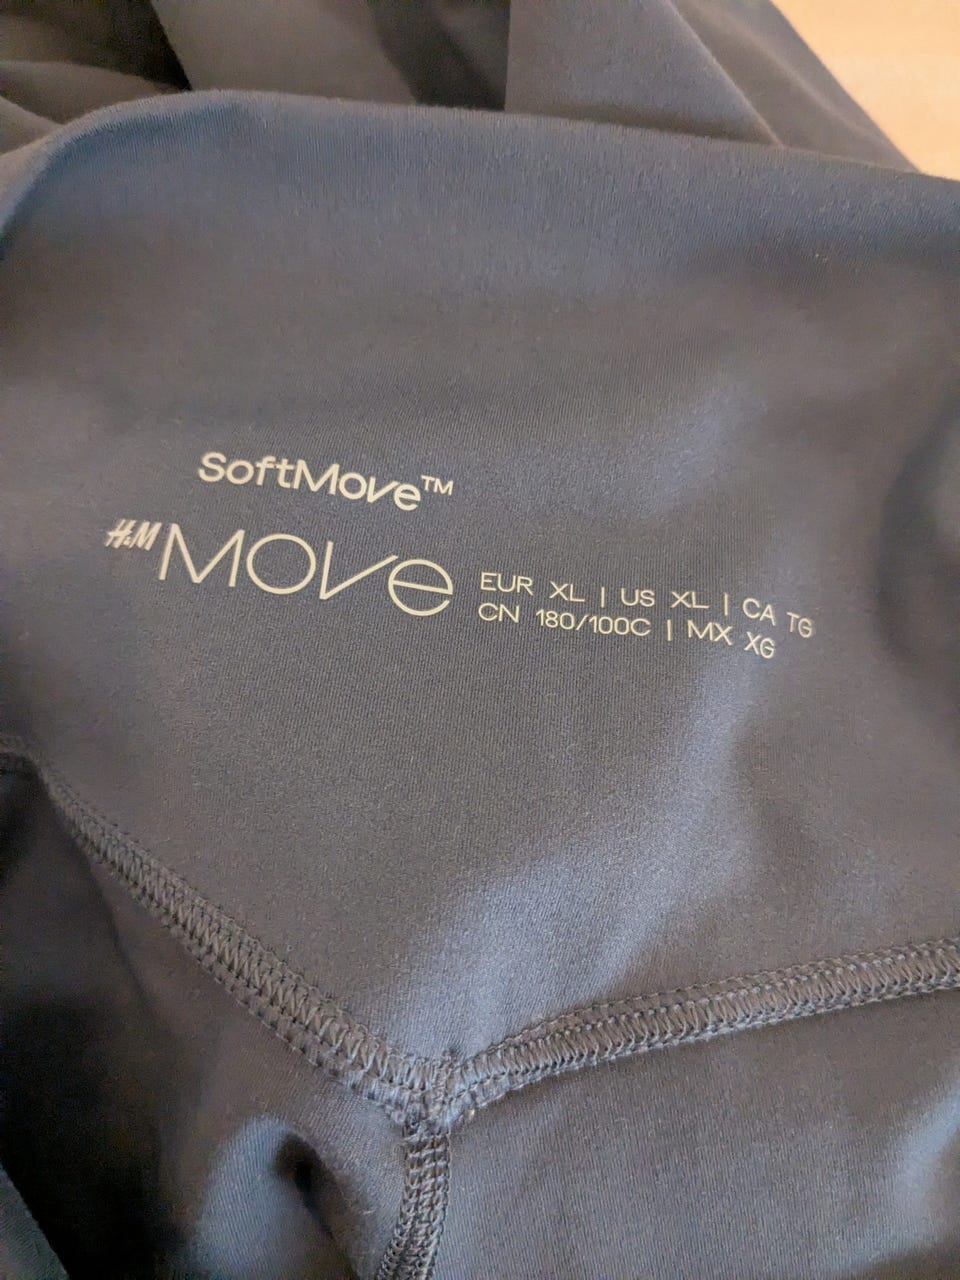 SoftMove™
H&M MOVE
EUR XL | US XL | CA TG
CN 180/100C | MX XG